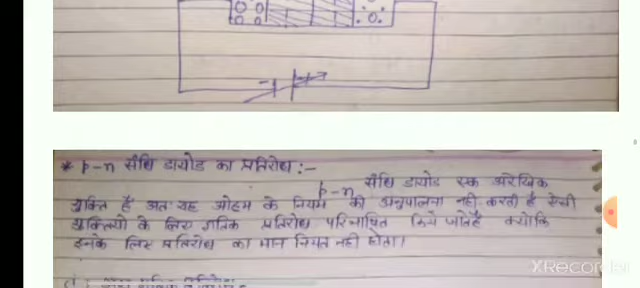 * p-n संधि डायोड का प्रतिरोध :-
p-n संधि डायोड एक अरेखिक
युक्ति है अतः यह ओहम के नियम की अनुपालना नही करती है ऐसी
युक्तियो के लिए गतिक प्रतिरोध परिभाषित किये जाते है क्योकि
इनके लिए प्रतिरोध का मान नियत नही होता।
XRecorder